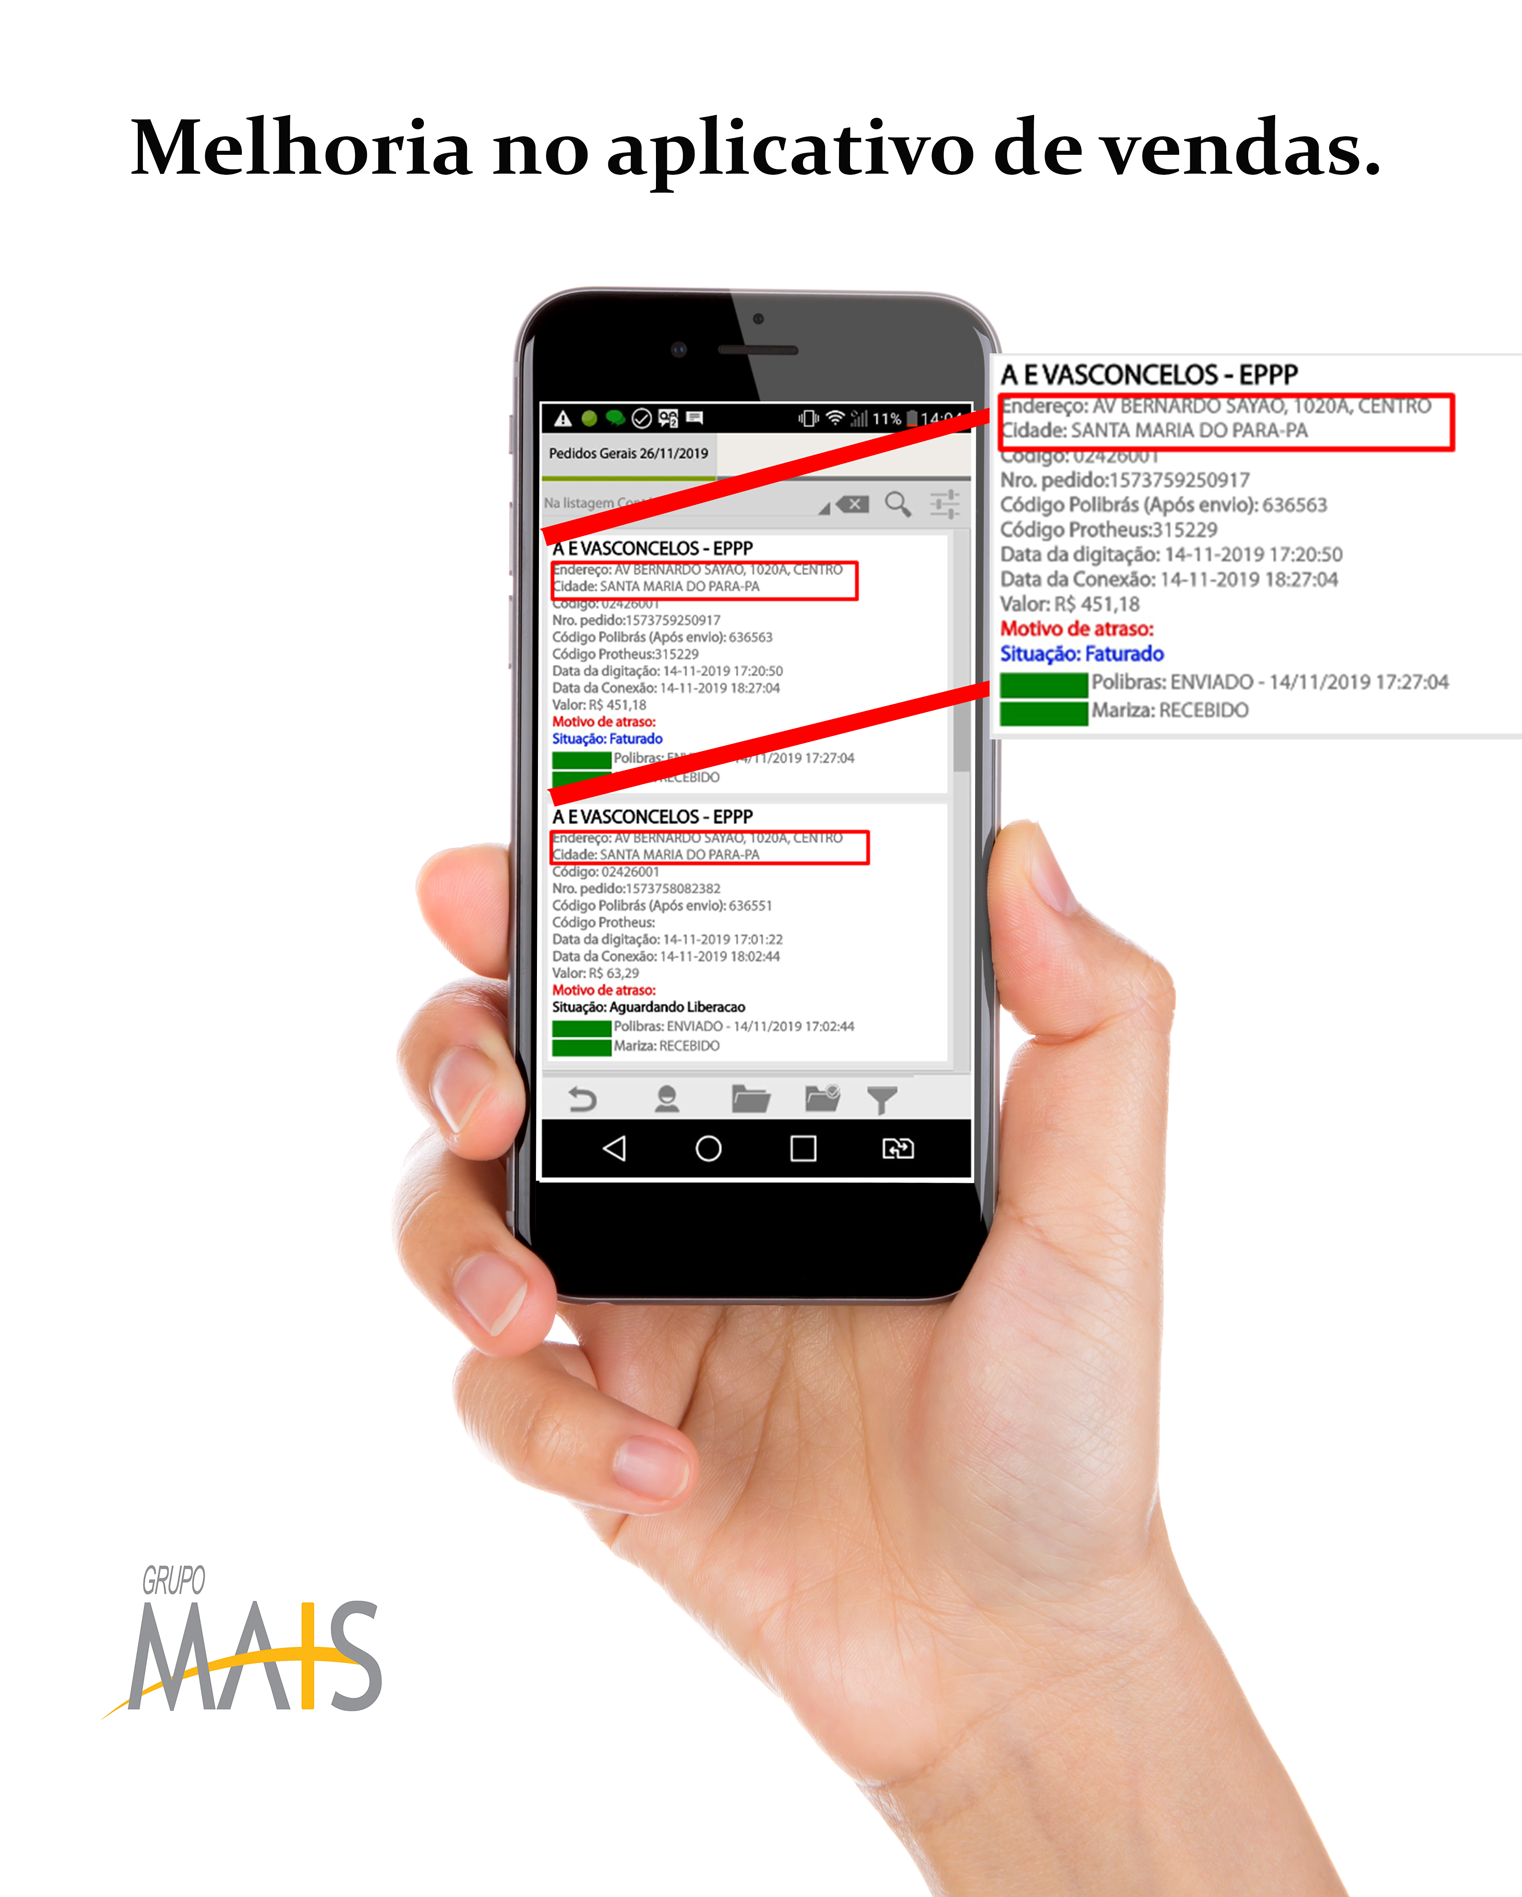 Melhoria no aplicativo de vendas.
11% 14:04
Pedidos Gerais 26/11/2019
Na listagem
A E VASCONCELOS - EPPP
Endereço: AV BERNARDO SAYAO, 1020A, CENTRO
Cidade: SANTA MARIA DO PARA-PA
Código: 02426001
Nro. pedido:1573759250917
Código Polibrás (Após envio): 636563
Código Protheus:315229
Data da digitação: 14-11-2019 17:20:50
Data da Conexão: 14-11-2019 18:27:04
Valor: R$ 451,18
Motivo de atraso:
Situação: Faturado
Polibras: 14/11/2019 17:27:04
RECEBIDO
A E VASCONCELOS - EPPP
Endereço: AV BERNARDO SAYAO, 1020A, CENTRO
Cidade: SANTA MARIA DO PARA-PA
Código: 02426001
Nro. pedido:1573758082382
Código Polibrás (Após envio): 636551
Código Protheus:
Data da digitação: 14-11-2019 17:01:22
Data da Conexão: 14-11-2019 18:02:44
Valor: R$ 63,29
Motivo de atraso:
Situação: Aguardando Liberacao
Polibras: ENVIADO - 14/11/2019 17:02:44
Mariza: RECEBIDO
A E VASCONCELOS - EPPP
Endereço: AV BERNARDO SAYAO, 1020A, CENTRO
Cidade: SANTA MARIA DO PARA-PA
Código: 02426001
Nro. pedido:1573759250917
Código Polibrás (Após envio): 636563
Código Protheus:315229
Data da digitação: 14-11-2019 17:20:50
Data da Conexão: 14-11-2019 18:27:04
Valor: R$ 451,18
Motivo de atraso:
Situação: Faturado
Polibras: ENVIADO - 14/11/2019 17:27:04
Mariza: RECEBIDO
GRUPO
MAIS